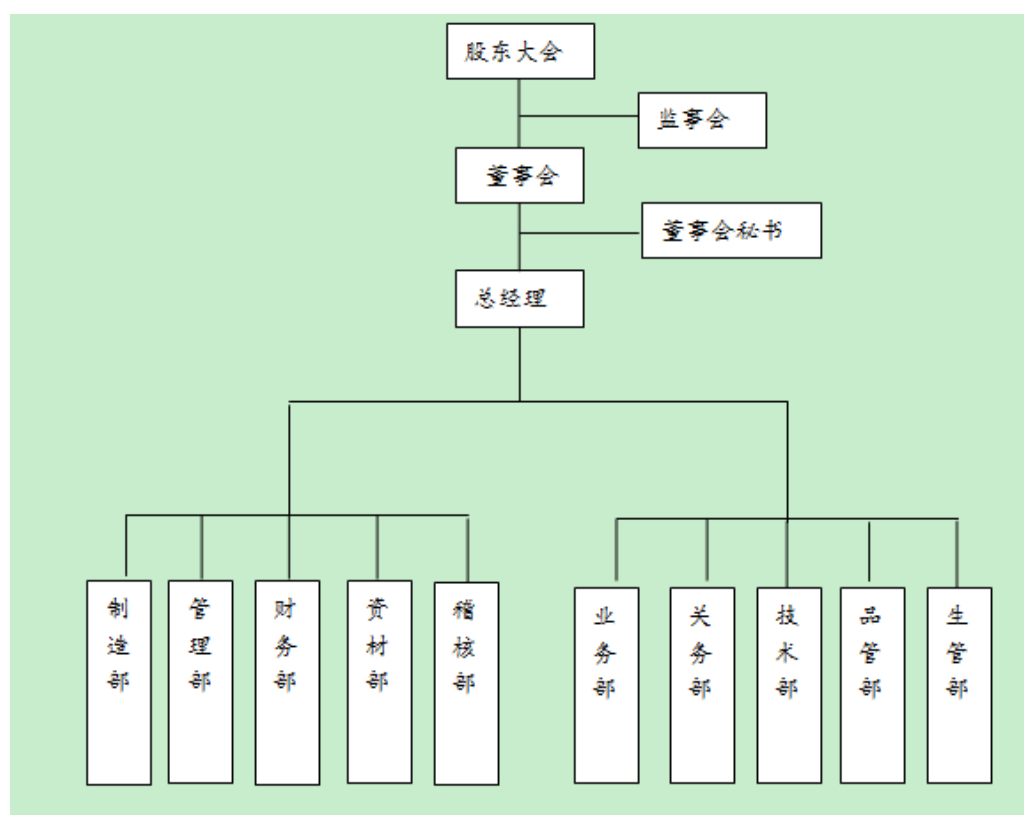 股东大会
监事会
董事会
董事会秘书
总经理
制造部
管理部
财务部
资材部
稽核部
业务部
关务部
技术部
品管部
生管部